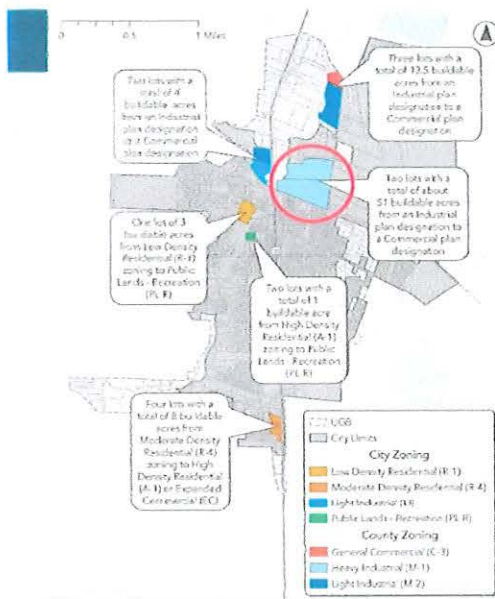 0 0.5 1 Miles
Three lots with a
total of 13.5 buildable
acres from an
Industrial plan
designation to a
Commercial plan
designation
Two lots with a
total of 4
buildable acres
from an Industrial
plan designation
to a Commercial
plan designation
Two lots with a
total of about
51 buildable acres
from an Industrial
plan designation to
a Commercial plan
designation
One lot of 3
buildable acres
from Low Density
Residential (R-1)
zoning to Public
Lands - Recreation
(PL-R)
Two lots with a
total of 1
buildable acre
from High Density
Residential (A-1)
zoning to Public
Lands - Recreation
(PL-R)
Four lots with a
total of 8 buildable
acres from
Moderate Density
Residential (R-4)
zoning to High
Density Residential
(A-1) or Expanded
Commercial (EC)
UGB
City Limits
City Zoning
Low Density Residential (R-1)
Moderate Density Residential (R-4)
Light Industrial
Public Lands - Recreation (PL-R)
County Zoning
General Commercial (C-3)
Heavy Industrial (M-1)
Light Industrial (M-2)